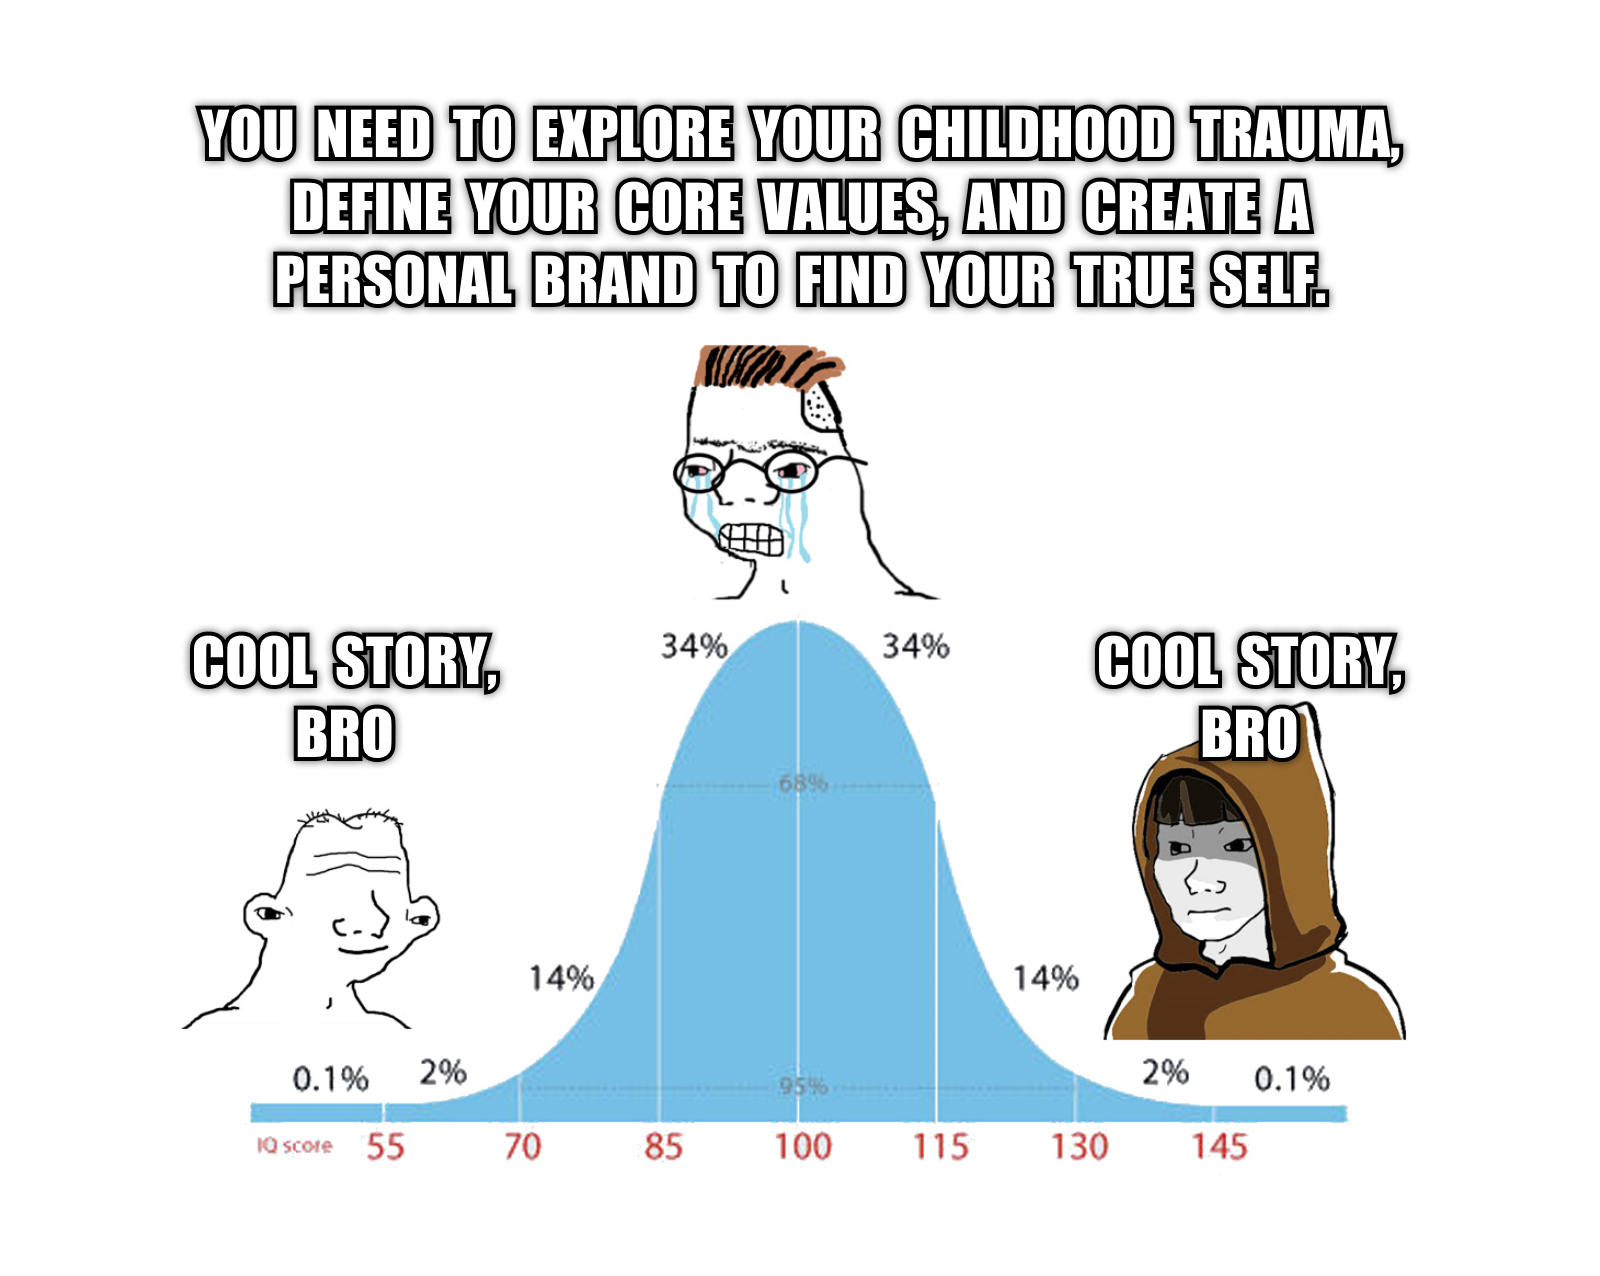 YOU NEED TO EXPLORE YOUR CHILDHOOD TRAUMA,
DEFINE YOUR CORE VALUES, AND CREATE A
PERSONAL BRAND TO FIND YOUR TRUE SELF.
COOL STORY,
BRO
COOL STORY,
BRO
34%
34%
68%
14%
14%
0.1%
2%
95%
2%
0.1%
IQ score
55
70
85
100
115
130
145